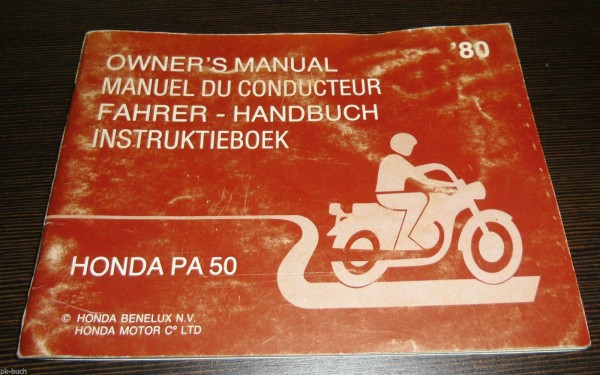 '80
OWNER'S MANUAL
MANUEL DU CONDUCTEUR
FAHRER - HANDBUCH
INSTRUKTIEBOEK
HONDA PA 50
© HONDA BENELUX N.V.
HONDA MOTOR Cº LTD
pk-buch